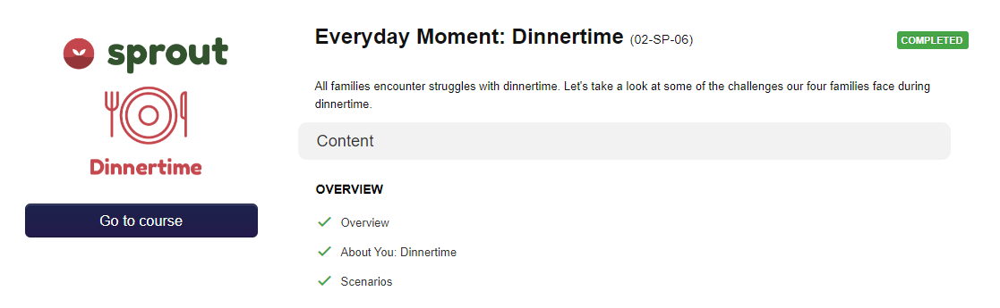 sprout
Dinnertime
Go to course
Everyday Moment: Dinnertime (02-SP-06)
COMPLETED
All families encounter struggles with dinnertime. Let's take a look at some of the challenges our four families face during
dinnertime.
Content
OVERVIEW
Overview
About You: Dinnertime
Scenarios